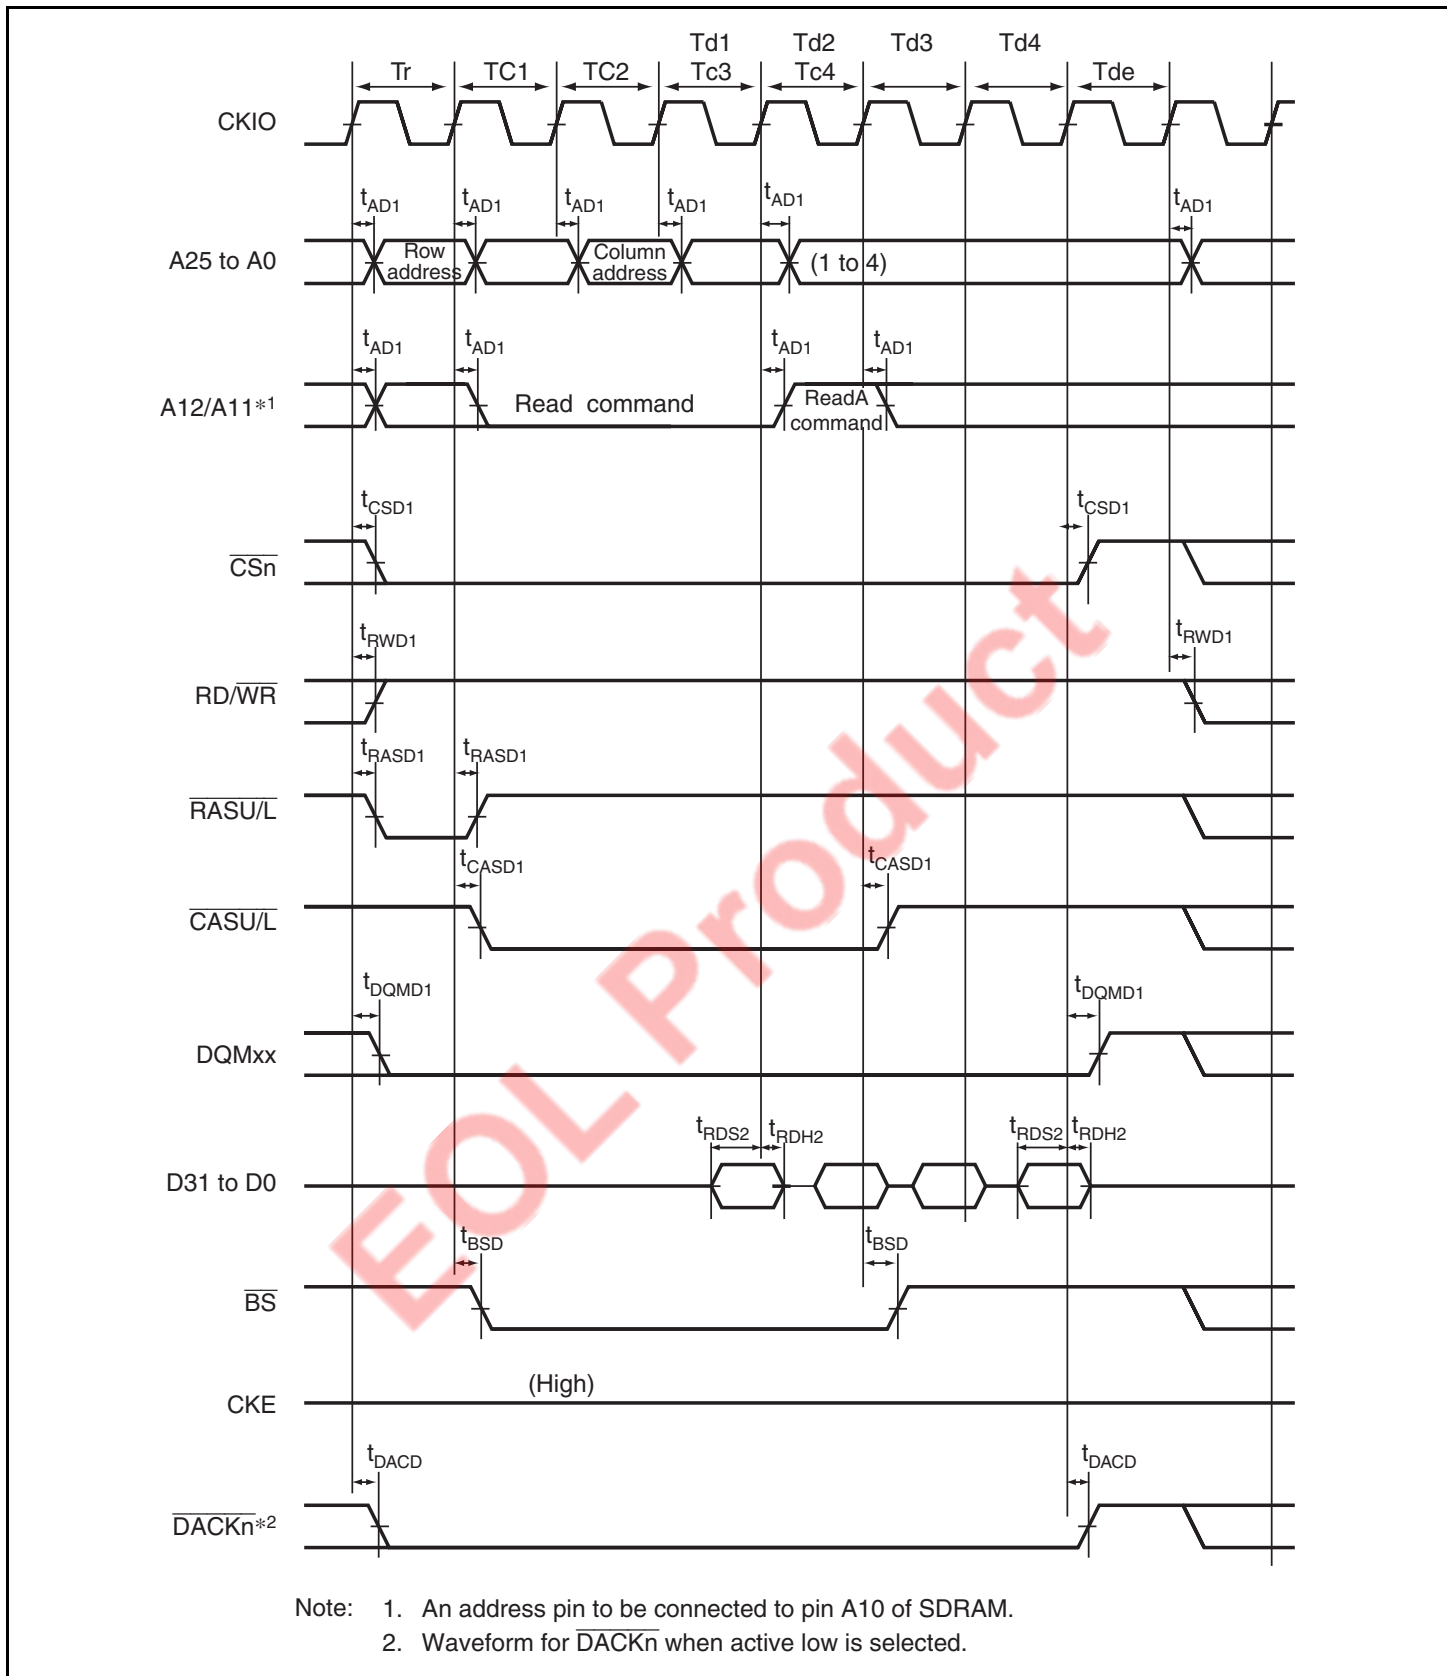 Td1 Td2 Td3 Td4
Tr TC1 TC2 Tc3 Tc4 Tde
CKIO
tAD1 tAD1 tAD1 tAD1 tAD1 tAD1
A25 to A0
Row address
Column address
(1 to 4)
tAD1 tAD1 tAD1 tAD1
A12/A11*1
Read command
ReadA command
tCSD1 tCSD1
CSn
tRWD1 tRWD1
RD/WR
tRASD1 tRASD1
RASU/L
tCASD1 tCASD1
CASU/L
tDQMD1 tDQMD1
DQMxx
tRDS2 tRDH2 tRDS2 tRDH2
D31 to D0
tBSD tBSD
BS
(High)
CKE
tDACD tDACD
DACKn*2
Note: 1. An address pin to be connected to pin A10 of SDRAM.
2. Waveform for DACKn when active low is selected.
EOL Product